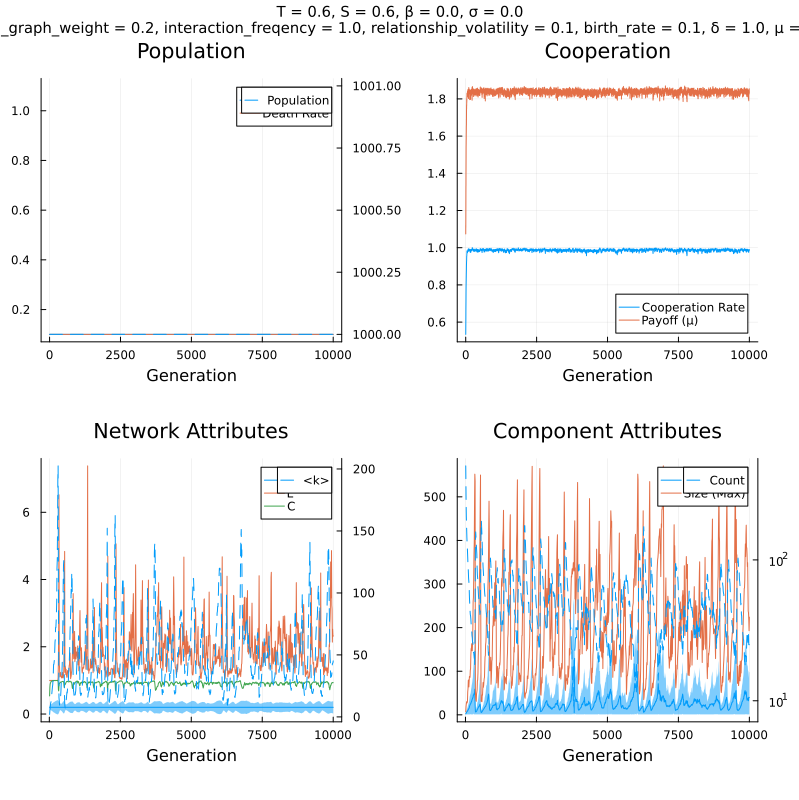 T = 0.6, S = 0.6, β = 0.0, σ = 0.0
_graph_weight = 0.2, interaction_freqency = 1.0, relationship_volatility = 0.1, birth_rate = 0.1, δ = 1.0, μ =
Population
1.0
0.8
0.6
0.4
0.2
1001.00
1000.75
1000.50
1000.25
1000.00
Population
Death Rate
0 2500 5000 7500 10000
Generation
Cooperation
1.8
1.6
1.4
1.2
1.0
0.8
0.6
Cooperation Rate
Payoff (μ)
0 2500 5000 7500 10000
Generation
Network Attributes
6
4
2
0
200
150
100
50
0
<k>
L
C
0 2500 5000 7500 10000
Generation
Component Attributes
500
400
300
200
100
0
10²
10¹
Count
Size (Max)
0 2500 5000 7500 10000
Generation